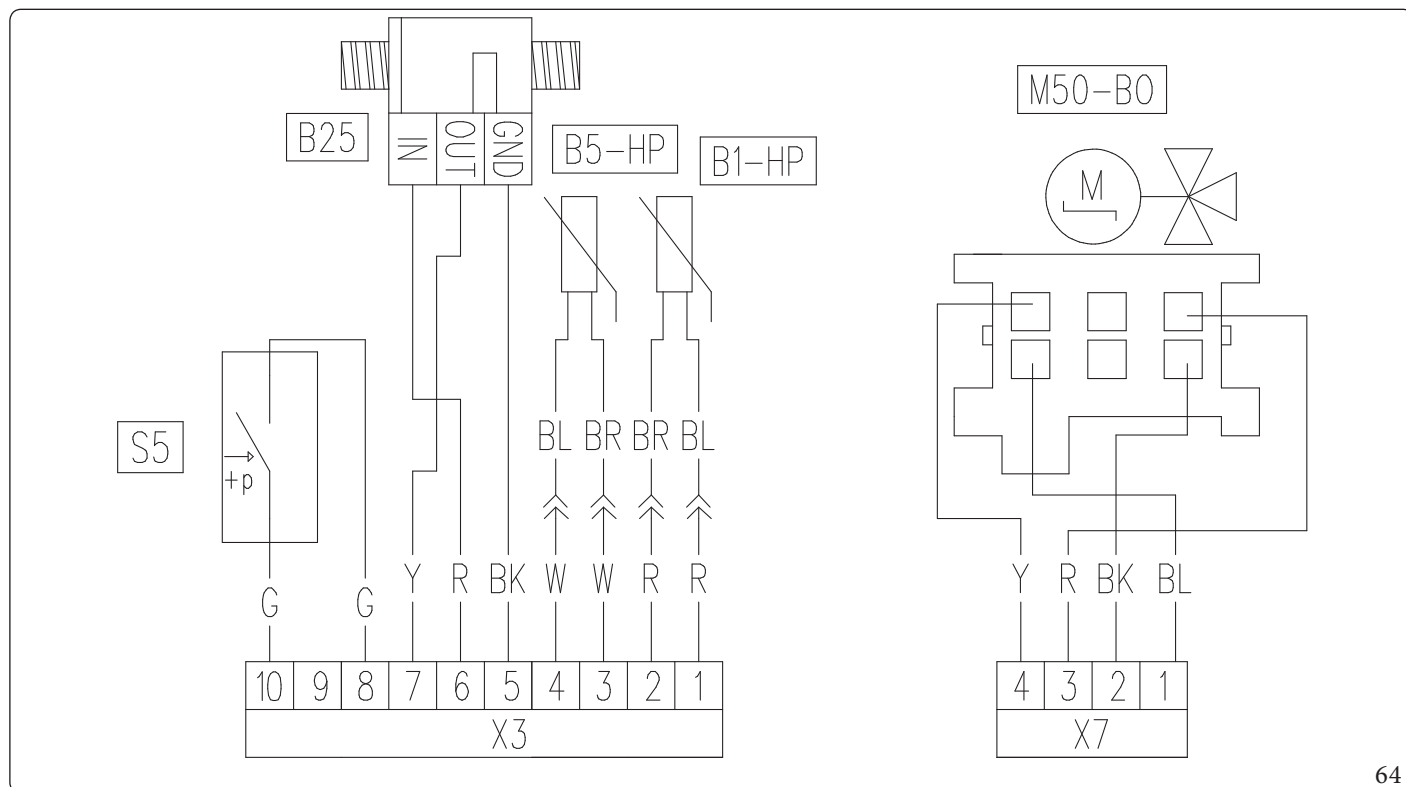 M50-B0
B25
IN
OUT
GND
B5-HP
B1-HP
M
S5
+p
BL BR BR BL
G G Y R BK W W R R
Y R BK BL
10 9 8 7 6 5 4 3 2 1
X3
4 3 2 1
X7
64